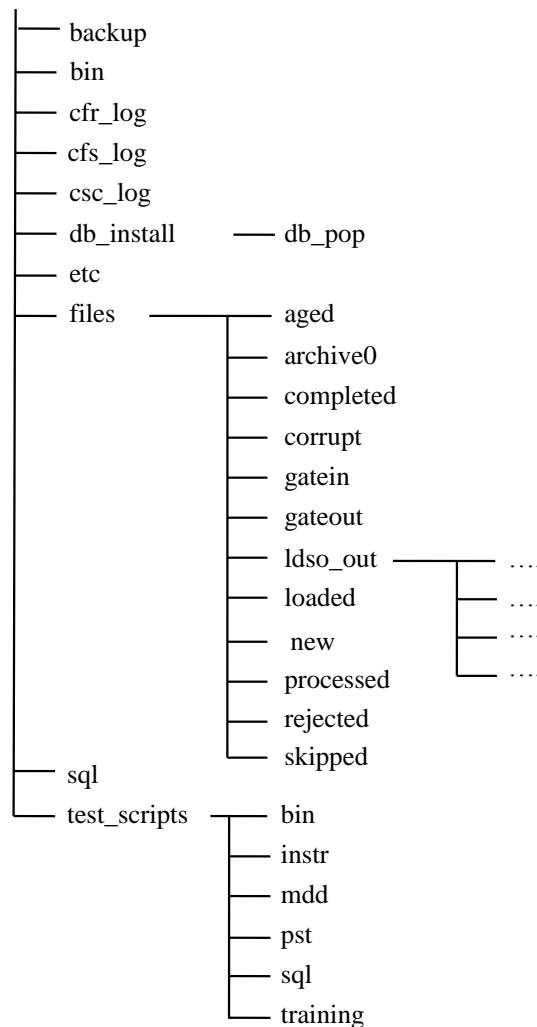 backup
bin
cfr_log
cfs_log
csc_log
db_install db_pop
etc
files aged
archive0
completed
corrupt
gatein
gateout
ldso_out ....
loaded ....
new ....
processed ....
rejected
skipped
sql
test_scripts bin
instr
mdd
pst
sql
training